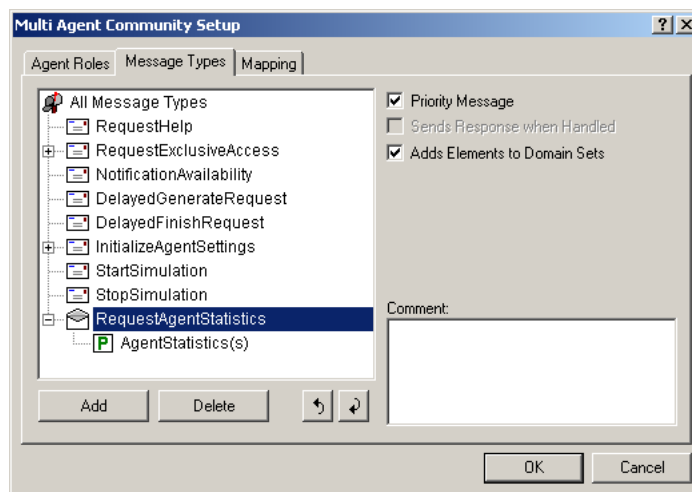 Multi Agent Community Setup
Agent Roles Message Types Mapping
All Message Types
RequestHelp
RequestExclusiveAccess
NotificationAvailability
DelayedGenerateRequest
DelayedFinishRequest
InitializeAgentSettings
StartSimulation
StopSimulation
RequestAgentStatistics
P AgentStatistics(s)
Priority Message
Sends Response when Handled
Adds Elements to Domain Sets
Comment:
Add Delete
OK Cancel